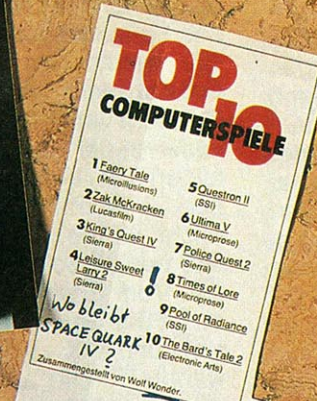 TOP
10
COMPUTERSPIELE
1 Faery Tale
(Microillusions)
2 Zak McKracken
(Lucasfilm)
3 King's Quest IV
(Sierra)
4 Leisure Sweet
Larry 2
(Sierra)
!
Wo bleibt
SPACE QUARK
IV ?
5 Questron II
(SSI)
6 Ultima V
(Microprose)
7 Police Quest 2
(Sierra)
8 Times of Lore
(Microprose)
9 Pool of Radiance
(SSI)
10 The Bard's Tale 2
(Electronic Arts)
Zusammengestellt von Wolf Wonder.